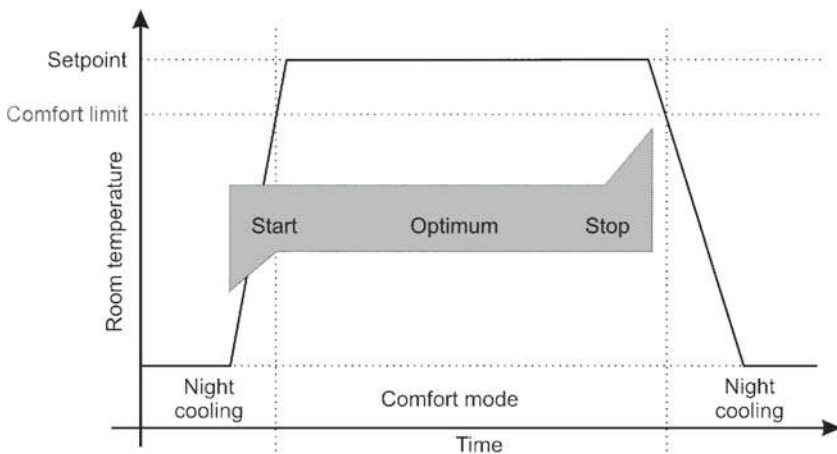 Setpoint
Comfort limit
Room temperature
Start
Optimum
Stop
Night
cooling
Comfort mode
Night
cooling
Time